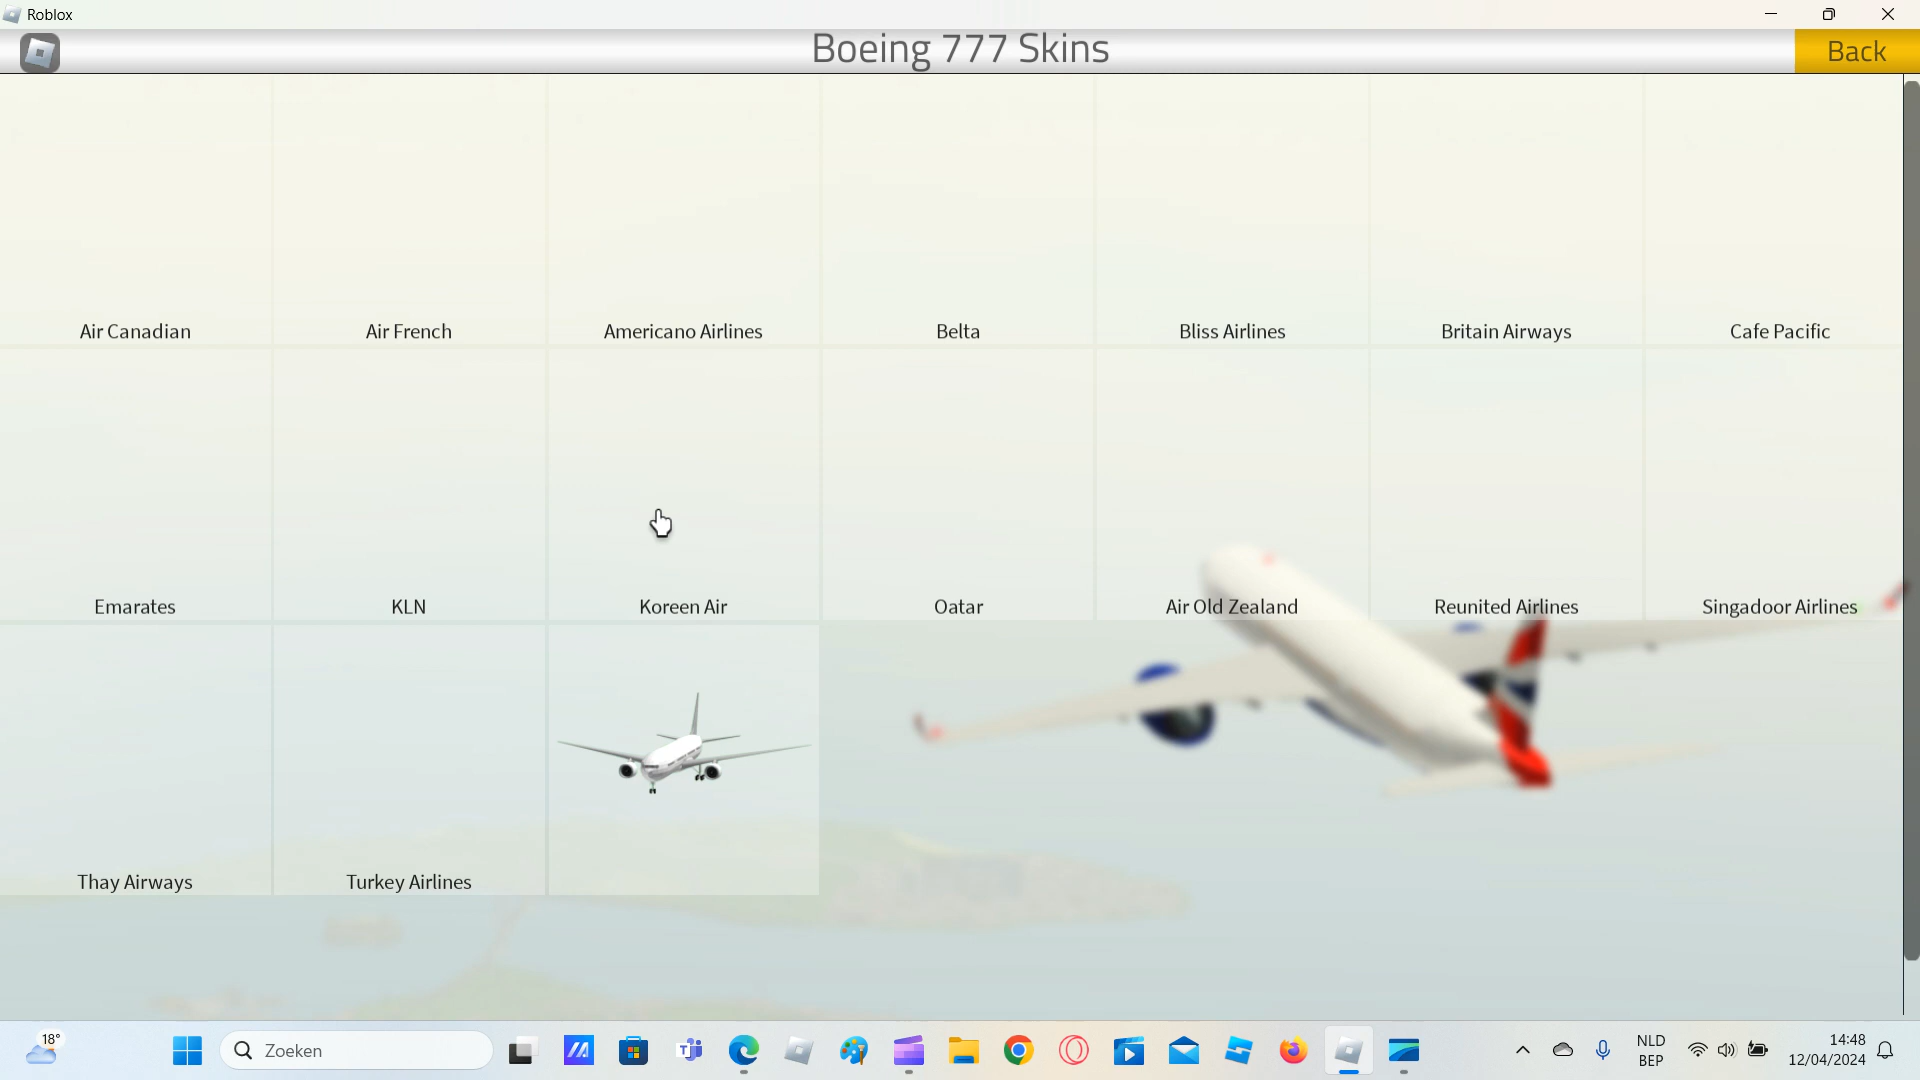 Roblox
Boeing 777 Skins
Back
Air Canadian
Air French
Americano Airlines
Belta
Bliss Airlines
Britain Airways
Cafe Pacific
Emarates
KLN
Koreen Air
Oatar
Air Old Zealand
Reunited Airlines
Singadoor Airlines
Thay Airways
Turkey Airlines
18°
Zoeken
NLD
BEP
14:48
12/04/2024